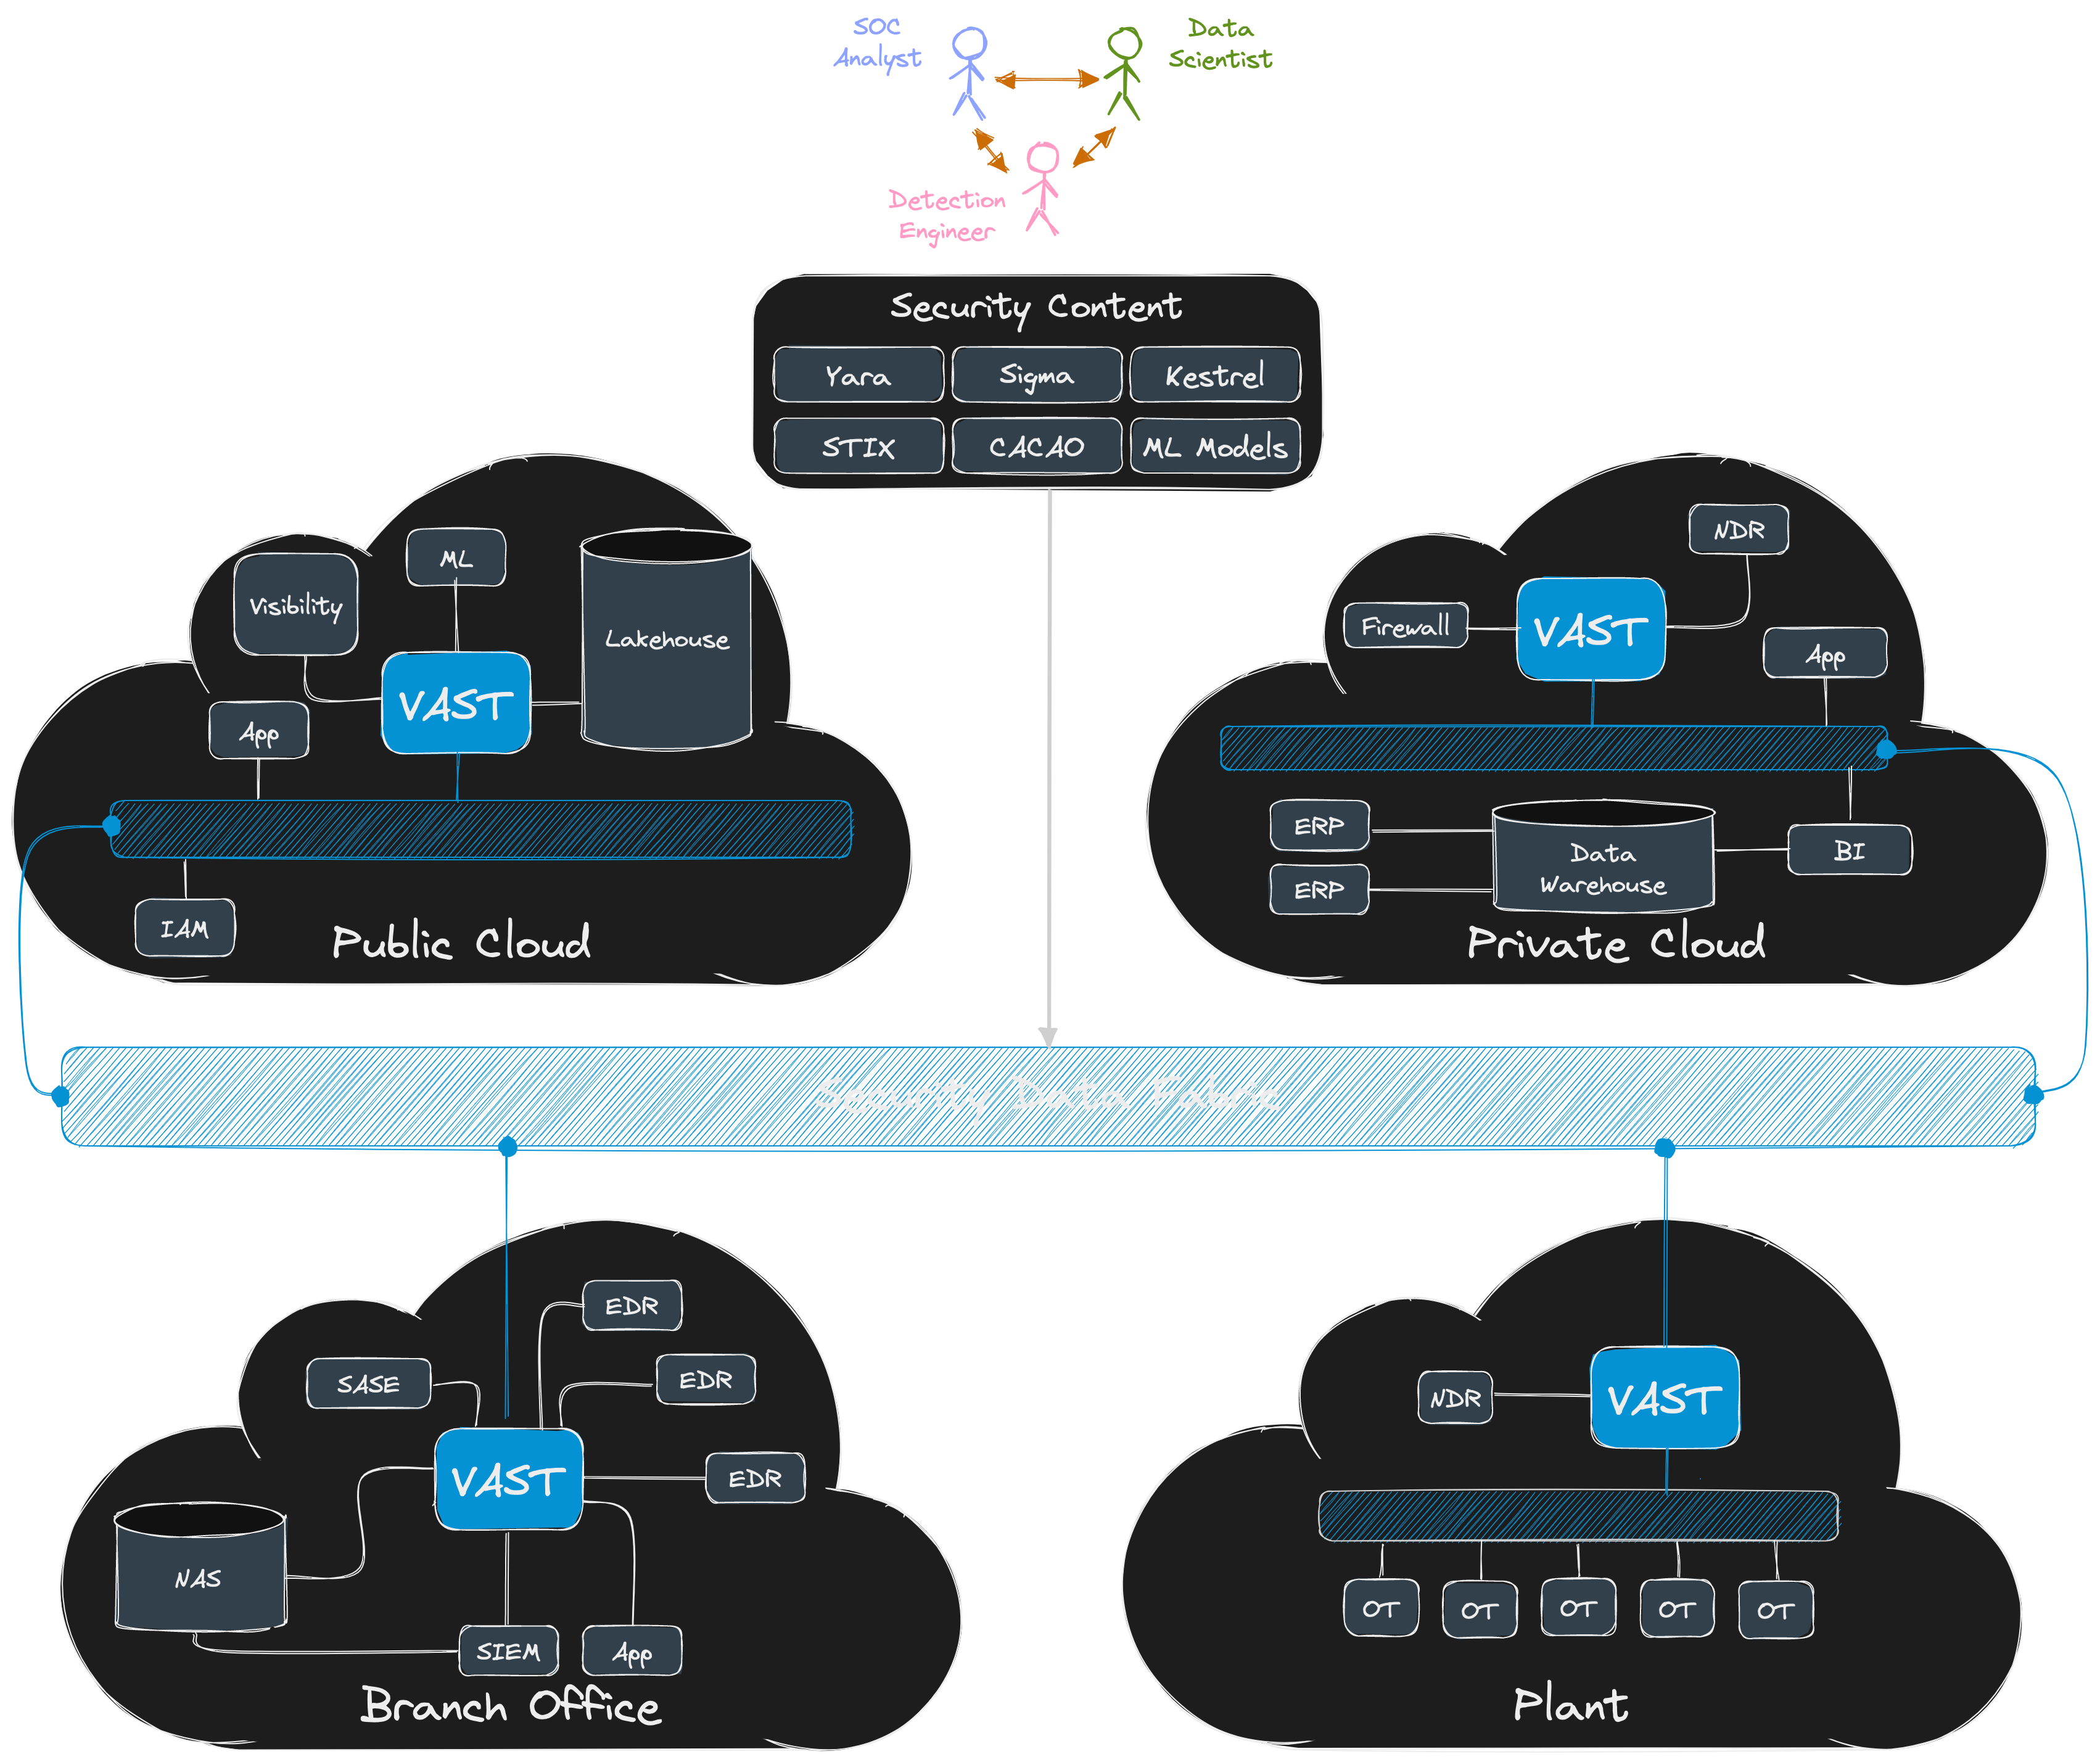 SOC
Analyst
Data
Scientist
Detection
Engineer
Security Content
Yara
Sigma
Kestrel
STIX
CACAO
ML Models
Visibility
ML
Lakehouse
VAST
App
IAM
Public Cloud
NDR
Firewall
VAST
App
ERP
ERP
Data
Warehouse
BI
Private Cloud
Security Data Fabric
EDR
SASE
EDR
VAST
EDR
NAS
SIEM
App
Branch Office
NDR
VAST
OT
OT
OT
OT
OT
Plant